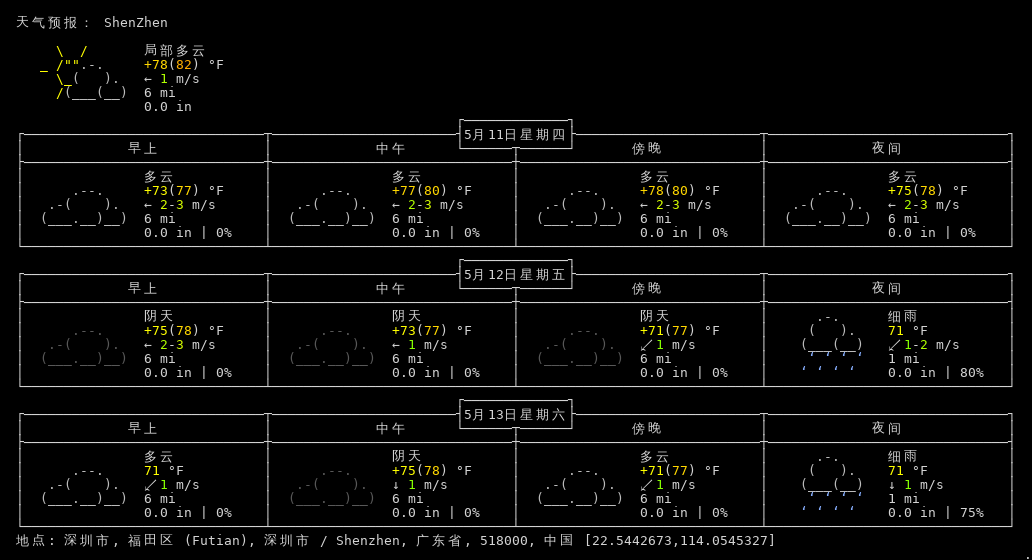 天气预报： ShenZhen
局部多云
+78(82) °F
← 1 m/s
6 mi
0.0 in
5月11日星期四
早上 中午 傍晚 夜间
多云 多云 多云 多云
+73(77) °F +77(80) °F +78(80) °F +75(78) °F
← 2-3 m/s ← 2-3 m/s ← 2-3 m/s ← 2-3 m/s
6 mi 6 mi 6 mi 6 mi
0.0 in | 0% 0.0 in | 0% 0.0 in | 0% 0.0 in | 0%
5月12日星期五
早上 中午 傍晚 夜间
阴天 阴天 阴天 细雨
+75(78) °F +73(77) °F +71(77) °F 71 °F
← 2-3 m/s ← 1 m/s ↙ 1 m/s ↙ 1-2 m/s
6 mi 6 mi 6 mi 1 mi
0.0 in | 0% 0.0 in | 0% 0.0 in | 0% 0.0 in | 80%
5月13日星期六
早上 中午 傍晚 夜间
多云 阴天 多云 细雨
71 °F +75(78) °F +71(77) °F 71 °F
↙ 1 m/s ↓ 1 m/s ↙ 1 m/s ↓ 1 m/s
6 mi 6 mi 6 mi 1 mi
0.0 in | 0% 0.0 in | 0% 0.0 in | 0% 0.0 in | 75%
地点: 深圳市, 福田区 (Futian), 深圳市 / Shenzhen, 广东省, 518000, 中国 [22.5442673,114.0545327]